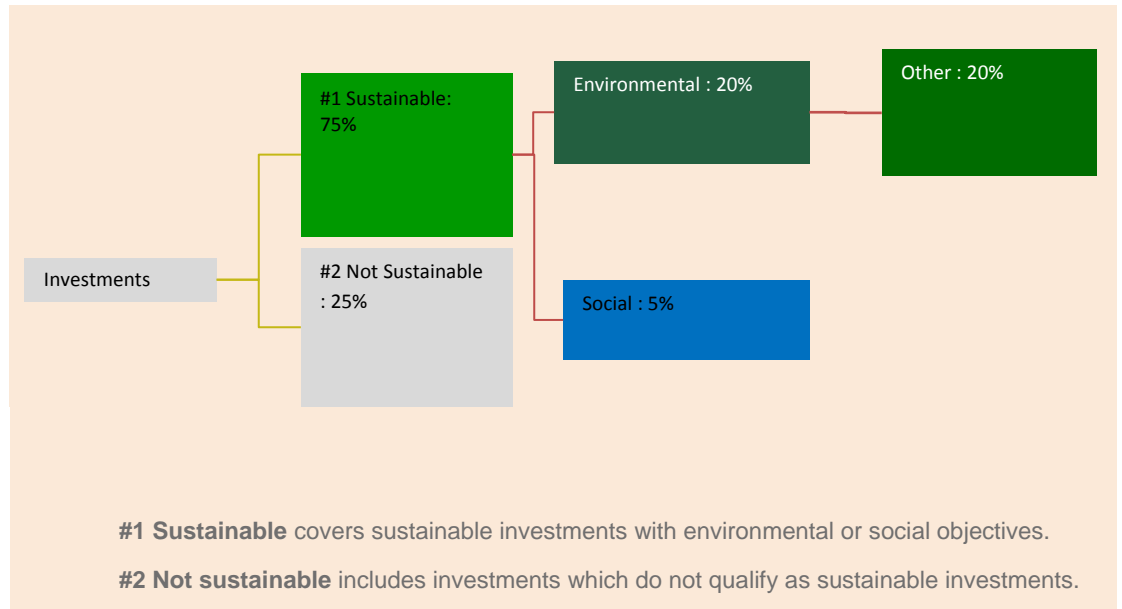 #1 Sustainable:
75%
Environmental : 20%
Other : 20%
Investments
#2 Not Sustainable
: 25%
Social : 5%
#1 Sustainable covers sustainable investments with environmental or social objectives.
#2 Not sustainable includes investments which do not qualify as sustainable investments.